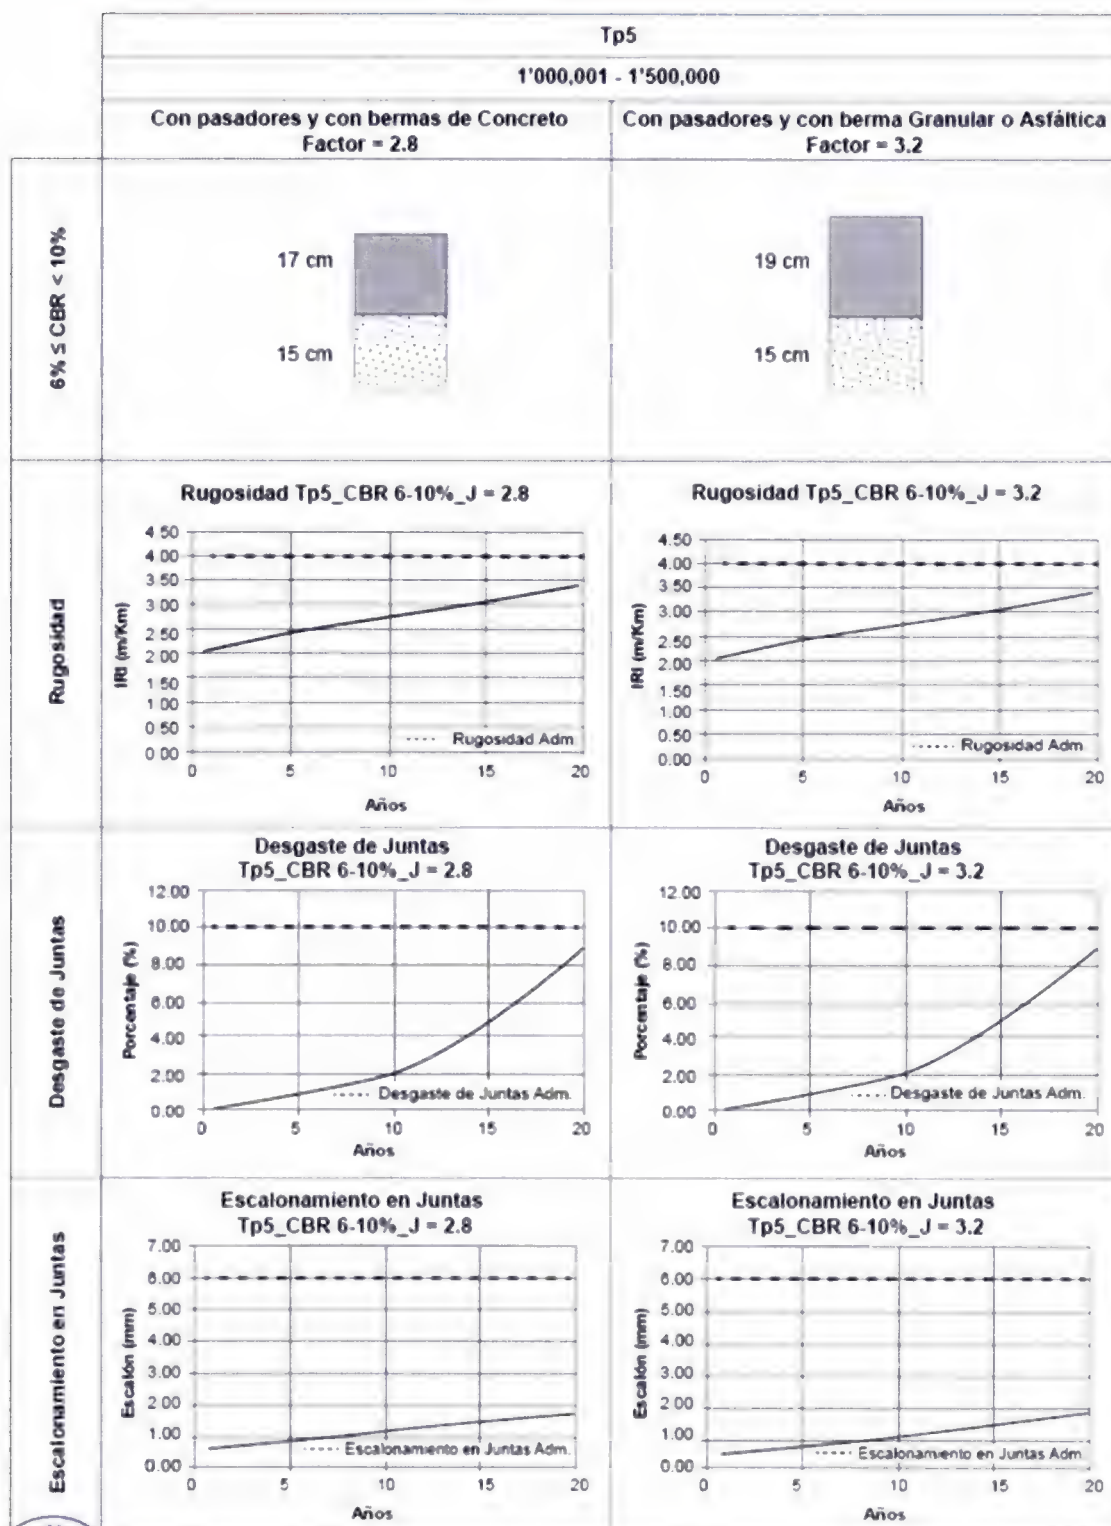 Tp5
1'000,001 - 1'500,000
Con pasadores y con bermas de Concreto
Factor = 2.8
Con pasadores y con berma Granular o Asfáltica
Factor = 3.2
6% ≤ CBR < 10%
17 cm
15 cm
19 cm
15 cm
Rugosidad
Rugosidad Tp5_CBR 6-10%_J = 2.8
IRI (m/Km)
4.50
4.00
3.50
3.00
2.50
2.00
1.50
1.00
0.50
0.00
Rugosidad Adm
0 5 10 15 20
Años
Rugosidad Tp5_CBR 6-10%_J = 3.2
IRI (m/Km)
4.50
4.00
3.50
3.00
2.50
2.00
1.50
1.00
0.50
0.00
Rugosidad Adm
0 5 10 15 20
Años
Desgaste de Juntas
Desgaste de Juntas
Tp5_CBR 6-10%_J = 2.8
Porcentaje (%)
12.00
10.00
8.00
6.00
4.00
2.00
0.00
Desgaste de Juntas Adm.
0 5 10 15 20
Años
Desgaste de Juntas
Tp5_CBR 6-10%_J = 3.2
Porcentaje (%)
12.00
10.00
8.00
6.00
4.00
2.00
0.00
Desgaste de Juntas Adm.
0 5 10 15 20
Años
Escalonamiento en Juntas
Escalonamiento en Juntas
Tp5_CBR 6-10%_J = 2.8
Escalón (mm)
7.00
6.00
5.00
4.00
3.00
2.00
1.00
0.00
Escalonamiento en Juntas Adm.
0 5 10 15 20
Años
Escalonamiento en Juntas
Tp5_CBR 6-10%_J = 3.2
Escalón (mm)
7.00
6.00
5.00
4.00
3.00
2.00
1.00
0.00
Escalonamiento en Juntas Adm.
0 5 10 15 20
Años